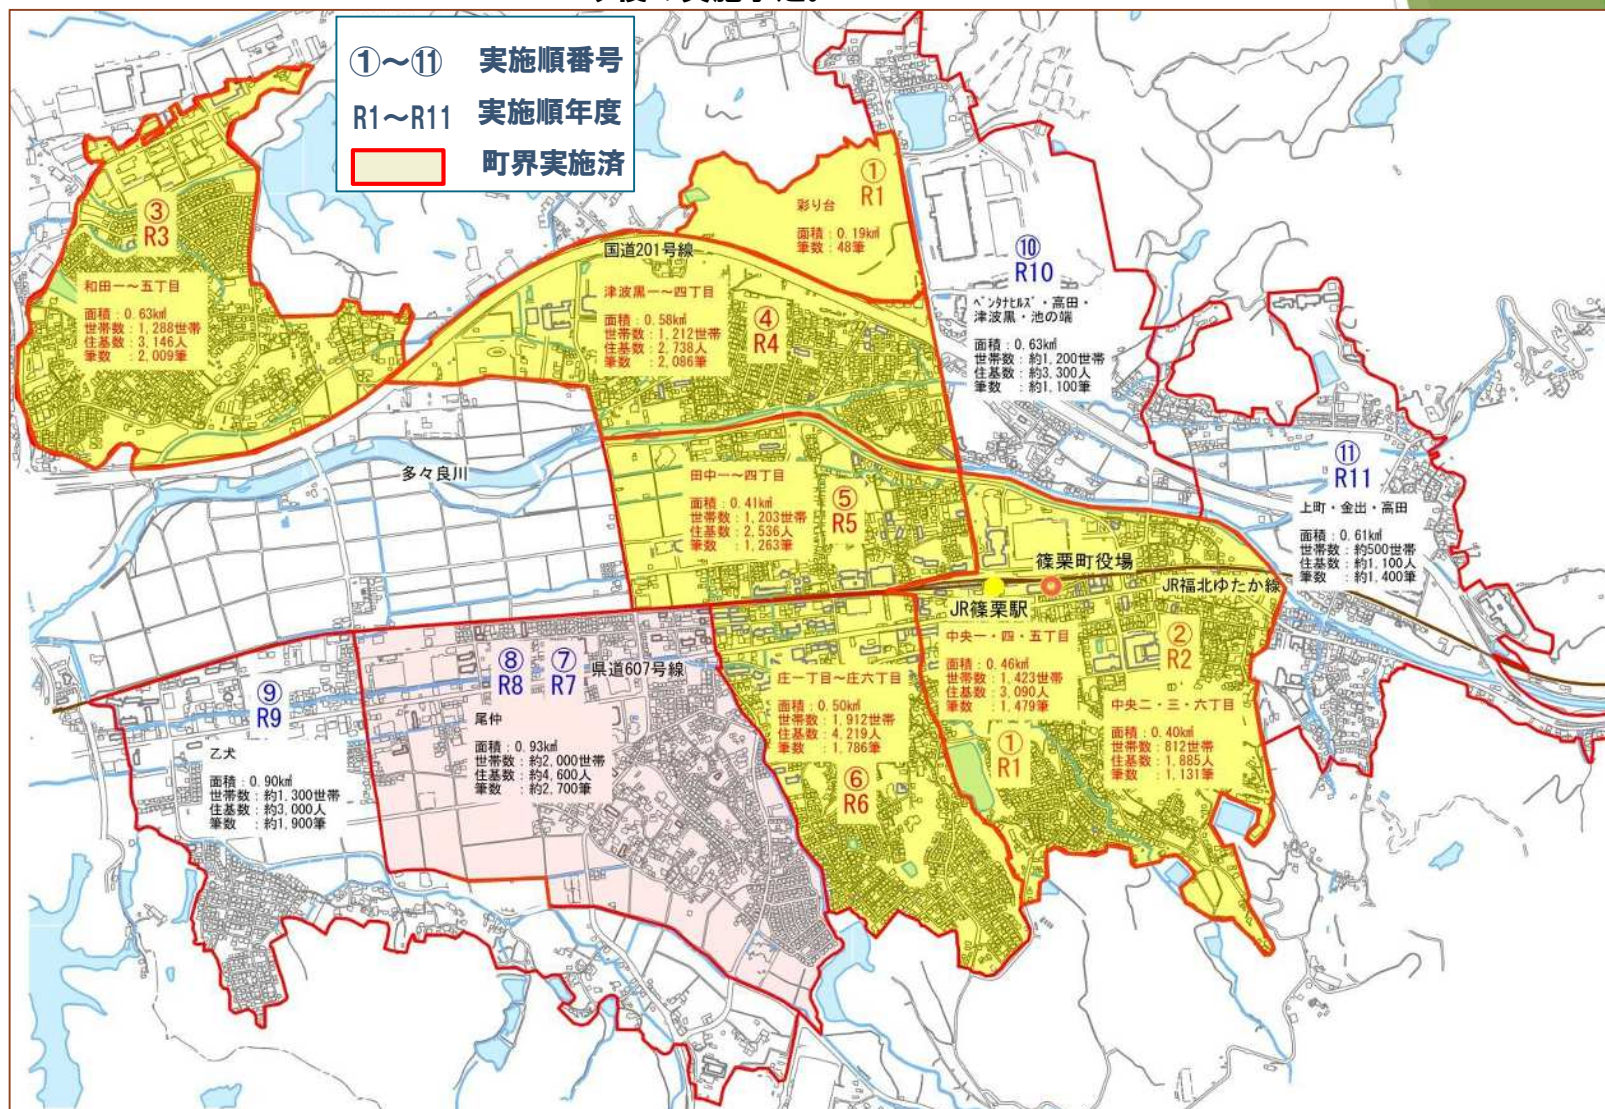 ①～⑪ 実施順番号
R1～R11 実施順年度
町界実施済
③
R3
和田一～五丁目
面積：0.63k㎡
世帯数：1,288世帯
住基数：3,146人
筆数 ：2,009筆
①
R1
彩り台
面積：0.19k㎡
筆数：48筆
国道201号線
津波黒一～四丁目
面積：0.58k㎡
世帯数：1,212世帯
住基数：2,738人
筆数 ：2,086筆
④
R4
⑩
R10
ベンタナヒルズ・高田・
津波黒・池の端
面積：0.63k㎡
世帯数：約1,200世帯
住基数：約3,300人
筆数 ：約1,100筆
多々良川
田中一～四丁目
面積：0.41k㎡
世帯数：1,203世帯
住基数：2,536人
筆数 ：1,263筆
⑤
R5
⑪
R11
上町・金出・高田
面積：0.61k㎡
世帯数：約500世帯
住基数：約1,100人
筆数 ：約1,400筆
篠栗町役場
JR篠栗駅
JR福北ゆたか線
中央一・四・五丁目
面積：0.46k㎡
世帯数：1,423世帯
住基数：3,090人
筆数 ：1,479筆
①
R1
②
R2
中央二・三・六丁目
面積：0.40k㎡
世帯数：812世帯
住基数：1,885人
筆数 ：1,131筆
庄一丁目～庄六丁目
面積：0.50k㎡
世帯数：1,912世帯
住基数：4,219人
筆数 ：1,786筆
⑥
R6
⑧ ⑦
R8 R7
県道607号線
尾仲
面積：0.93k㎡
世帯数：約2,000世帯
住基数：約4,600人
筆数 ：約2,700筆
⑨
R9
乙犬
面積：0.90k㎡
世帯数：約1,300世帯
住基数：約3,000人
筆数 ：約1,900筆